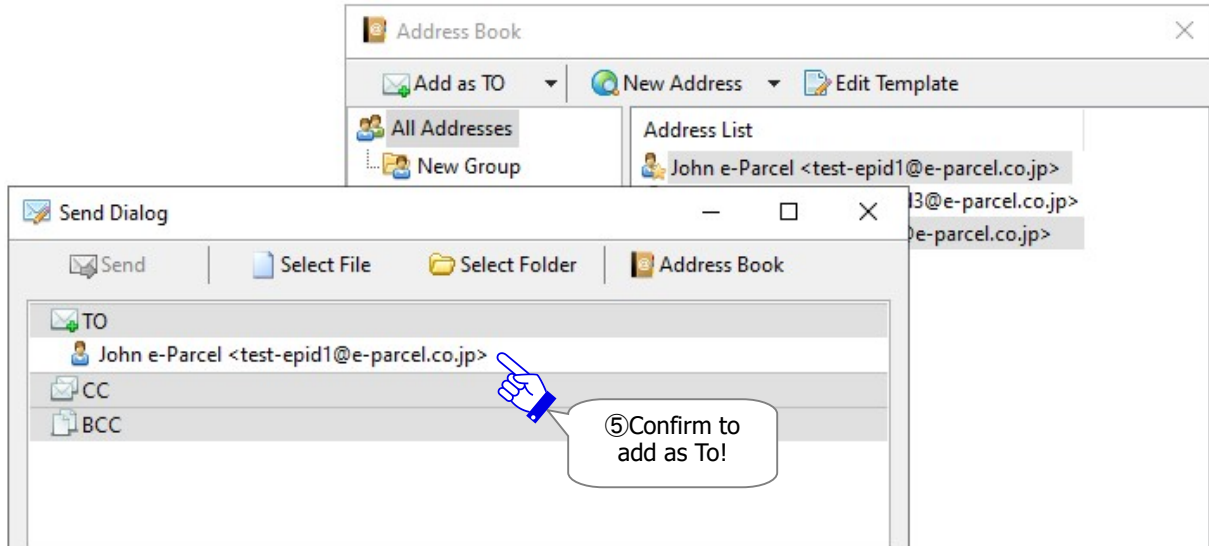 Address Book
Add as TO
New Address
Edit Template
All Addresses
New Group
Address List
John e-Parcel <test-epid1@e-parcel.co.jp>
3@e-parcel.co.jp>
e-parcel.co.jp>
Send Dialog
Send
Select File
Select Folder
Address Book
TO
John e-Parcel <test-epid1@e-parcel.co.jp>
CC
BCC
⑤Confirm to
add as To!